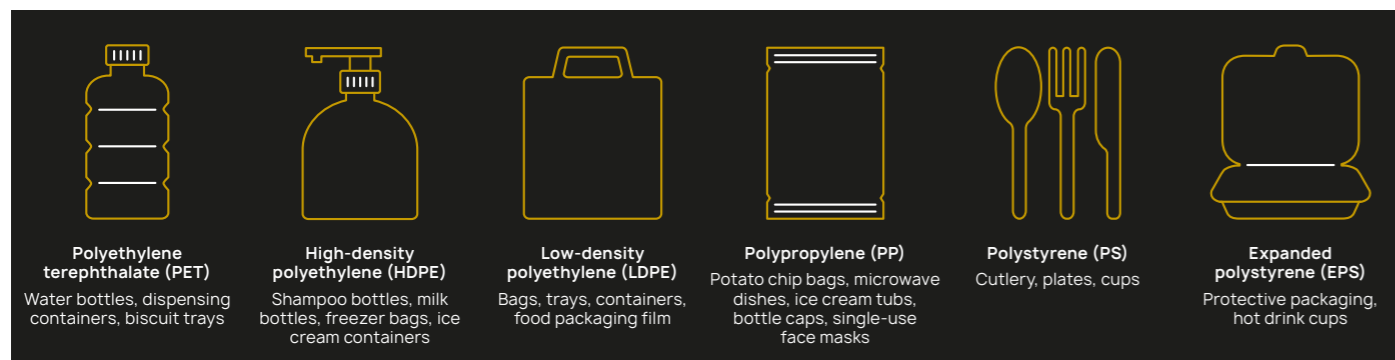 Polyethylene
terephthalate (PET)
Water bottles, dispensing
containers, biscuit trays
High-density
polyethylene (HDPE)
Shampoo bottles, milk
bottles, freezer bags, ice
cream containers
Low-density
polyethylene (LDPE)
Bags, trays, containers,
food packaging film
Polypropylene (PP)
Potato chip bags, microwave
dishes, ice cream tubs,
bottle caps, single-use
face masks
Polystyrene (PS)
Cutlery, plates, cups
Expanded
polystyrene (EPS)
Protective packaging,
hot drink cups